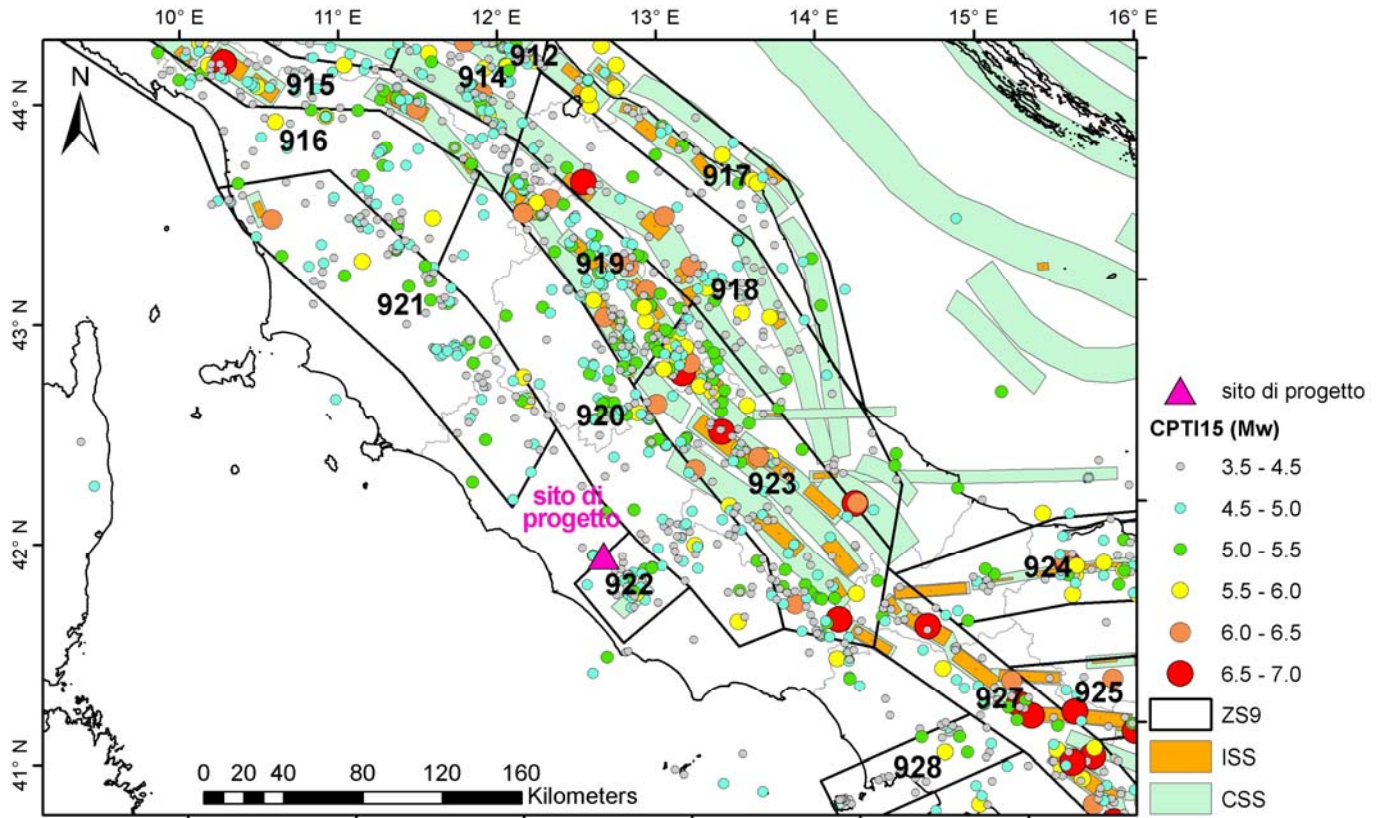 10° E 11° E 12° E 13° E 14° E 15° E 16° E
44° N
43° N
42° N
41° N
N
912
915
914
916
917
919
918
921
920
923
sito di
progetto
922
924
927
925
928
0 20 40 80 120 160
Kilometers
sito di progetto
CPTI15 (Mw)
3.5 - 4.5
4.5 - 5.0
5.0 - 5.5
5.5 - 6.0
6.0 - 6.5
6.5 - 7.0
ZS9
ISS
CSS